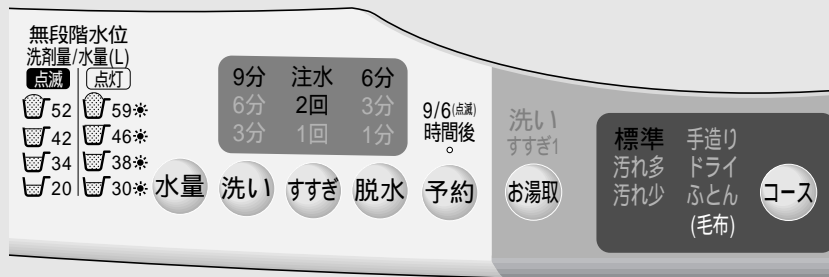 無段階水位
洗剤量/水量(L)
点滅 点灯
52 59
42 46
34 38
20 30
水量
9分 注水 6分
6分 2回 3分
3分 1回 1分
洗い すすぎ 脱水
9/6(点滅)
時間後
予約
洗い
すすぎ1
お湯取
標準 手造り
汚れ多 ドライ
汚れ少 ふとん
(毛布)
コース